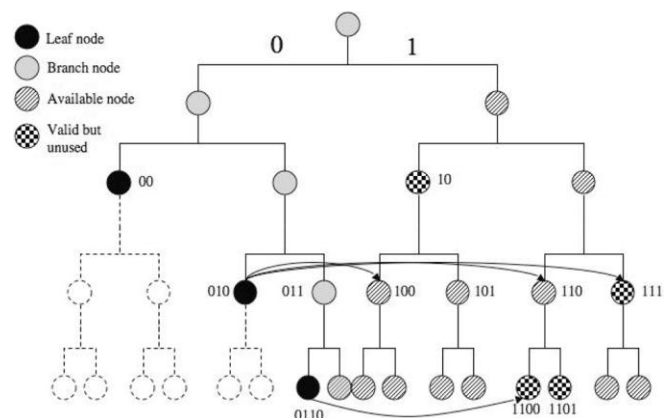 0 1
Leaf node
Branch node
Available node
Valid but
unused
00
10
010
011
100
101
110
111
0110
1100
1101